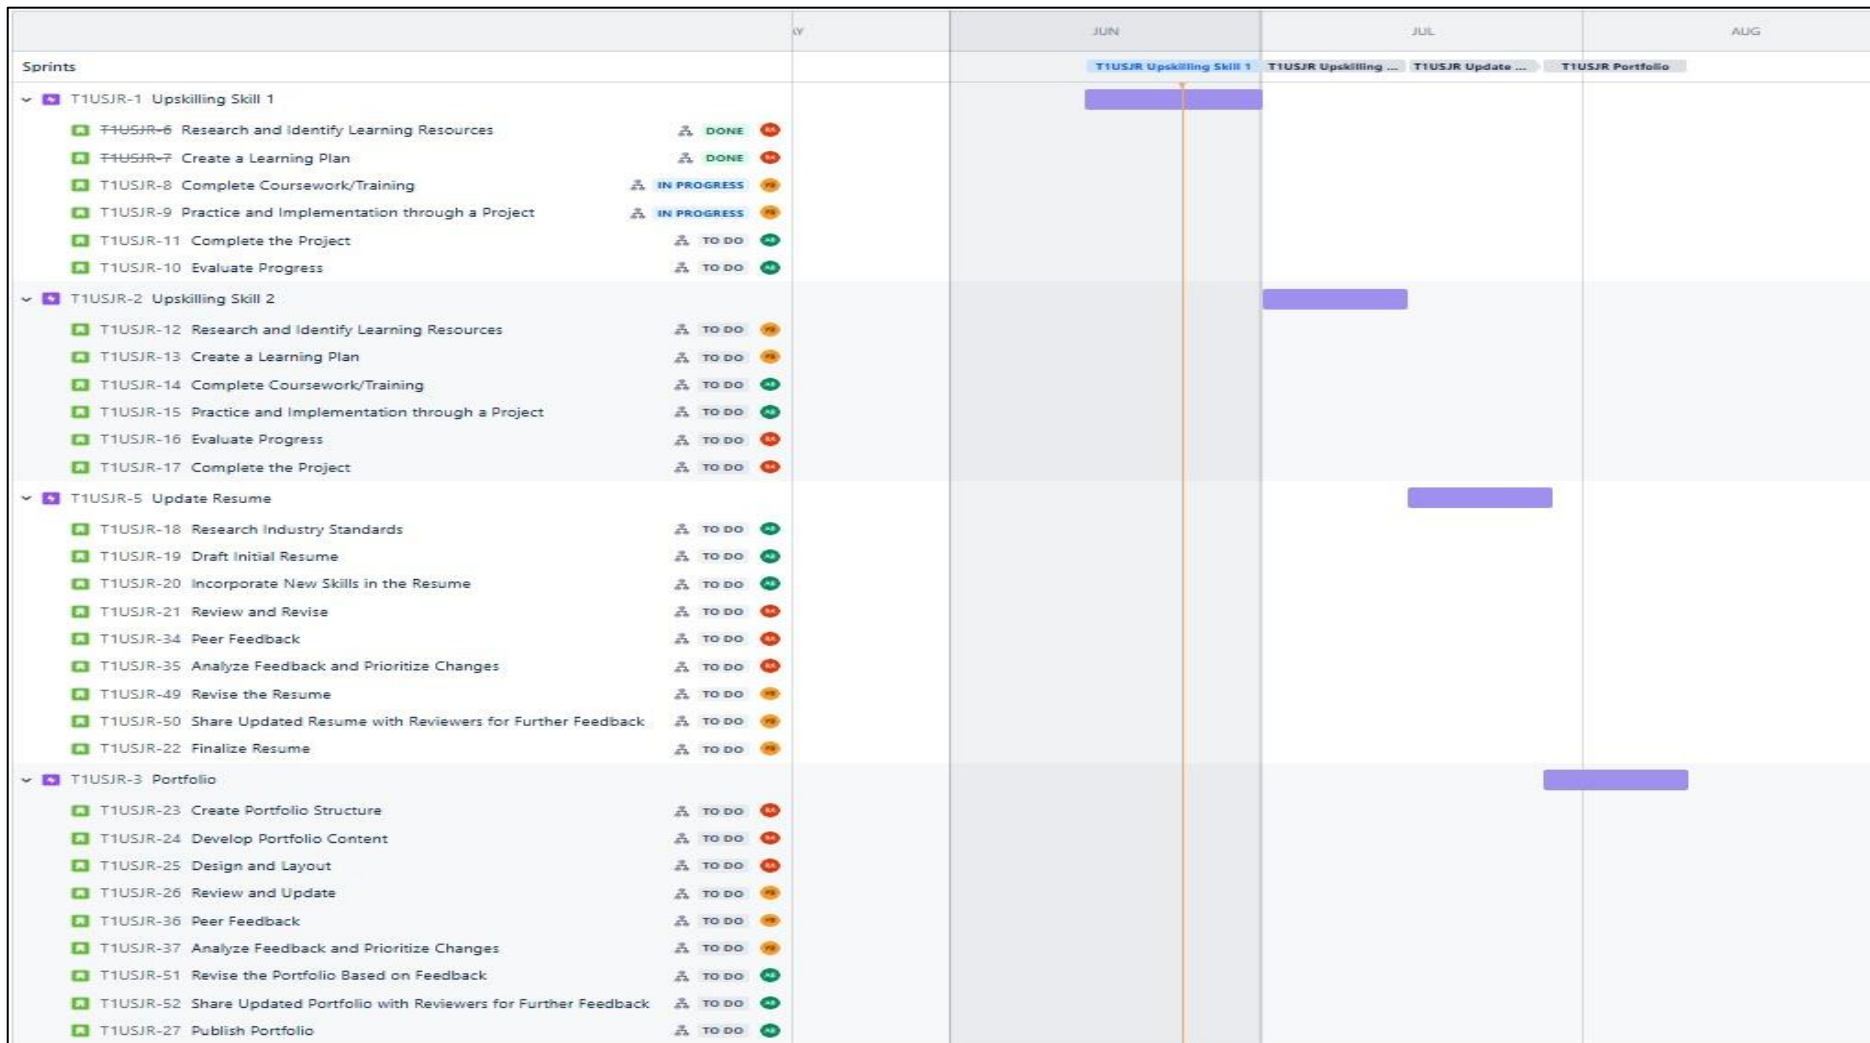 AY JUN JUL AUG
Sprints T1USJR Upskilling Skill 1 T1USJR Upskilling ... T1USJR Update ... T1USJR Portfolio
T1USJR-1 Upskilling Skill 1
T1USJR-6 Research and Identify Learning Resources DONE
T1USJR-7 Create a Learning Plan DONE
T1USJR-8 Complete Coursework/Training IN PROGRESS
T1USJR-9 Practice and Implementation through a Project IN PROGRESS
T1USJR-11 Complete the Project TO DO
T1USJR-10 Evaluate Progress TO DO
T1USJR-2 Upskilling Skill 2
T1USJR-12 Research and Identify Learning Resources TO DO
T1USJR-13 Create a Learning Plan TO DO
T1USJR-14 Complete Coursework/Training TO DO
T1USJR-15 Practice and Implementation through a Project TO DO
T1USJR-16 Evaluate Progress TO DO
T1USJR-17 Complete the Project TO DO
T1USJR-5 Update Resume
T1USJR-18 Research Industry Standards TO DO
T1USJR-19 Draft Initial Resume TO DO
T1USJR-20 Incorporate New Skills in the Resume TO DO
T1USJR-21 Review and Revise TO DO
T1USJR-34 Peer Feedback TO DO
T1USJR-35 Analyze Feedback and Prioritize Changes TO DO
T1USJR-49 Revise the Resume TO DO
T1USJR-50 Share Updated Resume with Reviewers for Further Feedback TO DO
T1USJR-22 Finalize Resume TO DO
T1USJR-3 Portfolio
T1USJR-23 Create Portfolio Structure TO DO
T1USJR-24 Develop Portfolio Content TO DO
T1USJR-25 Design and Layout TO DO
T1USJR-26 Review and Update TO DO
T1USJR-36 Peer Feedback TO DO
T1USJR-37 Analyze Feedback and Prioritize Changes TO DO
T1USJR-51 Revise the Portfolio Based on Feedback TO DO
T1USJR-52 Share Updated Portfolio with Reviewers for Further Feedback TO DO
T1USJR-27 Publish Portfolio TO DO